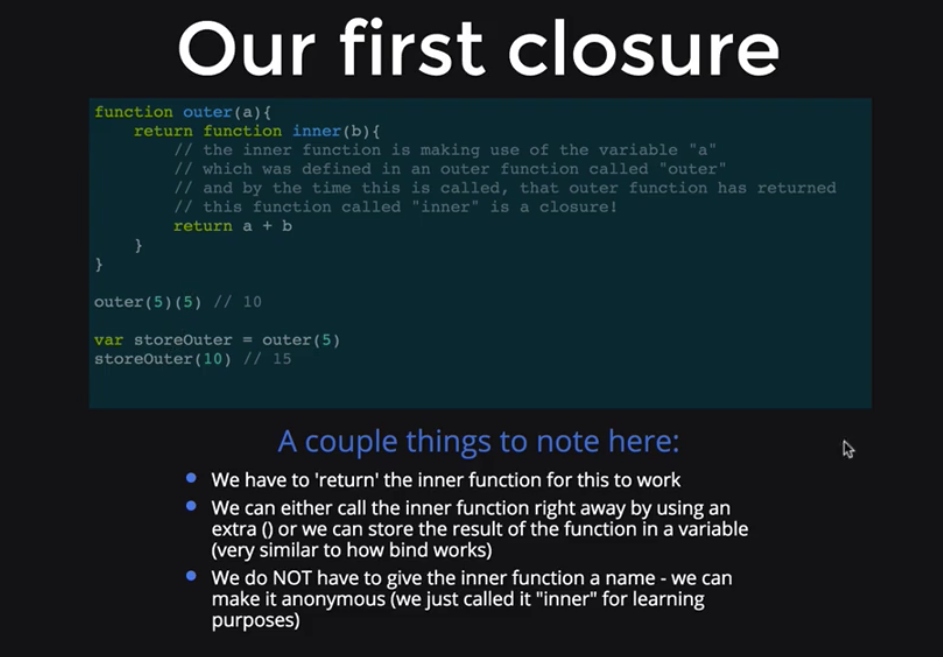 Our first closure
function outer(a){
    return function inner(b){
        // the inner function is making use of the variable "a"
        // which was defined in an outer function called "outer"
        // and by the time this is called, that outer function has returned
        // this function called "inner" is a closure!
        return a + b
    }
}
outer(5)(5) // 10
var storeOuter = outer(5)
storeOuter(10) // 15
A couple things to note here:
We have to 'return' the inner function for this to work
We can either call the inner function right away by using an
extra () or we can store the result of the function in a variable
(very similar to how bind works)
We do NOT have to give the inner function a name - we can
make it anonymous (we just called it "inner" for learning
purposes)